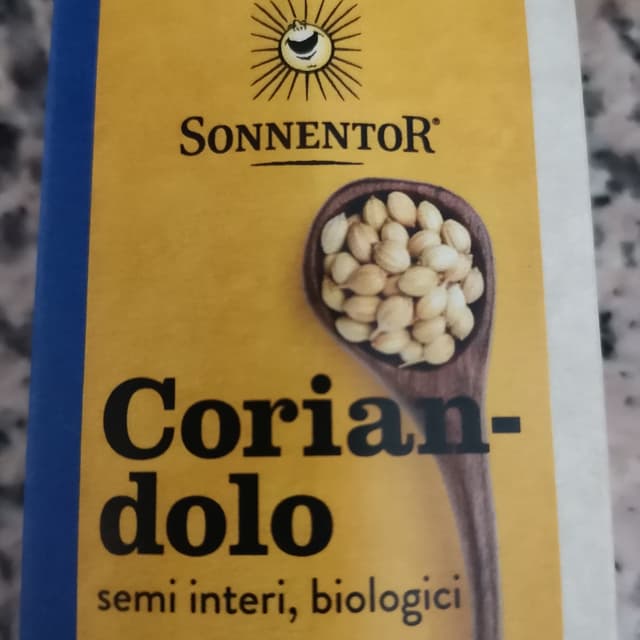 SONNENTOR®
Corian-
dolo
semi interi, biologici